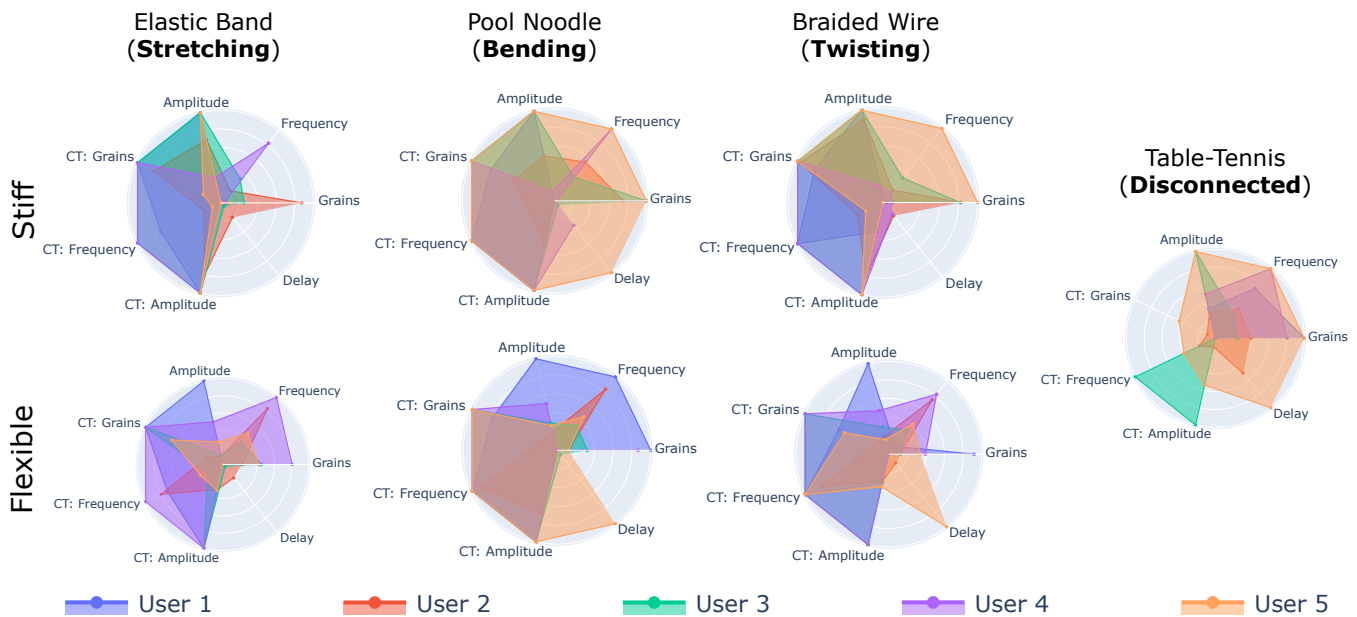 Elastic Band
(Stretching)
Pool Noodle
(Bending)
Braided Wire
(Twisting)
Table-Tennis
(Disconnected)
Stiff
Amplitude
Frequency
CT: Grains
Grains
CT: Frequency
Delay
CT: Amplitude
Amplitude
Frequency
CT: Grains
Grains
CT: Frequency
Delay
CT: Amplitude
Amplitude
Frequency
CT: Grains
Grains
CT: Frequency
Delay
CT: Amplitude
Amplitude
Frequency
CT: Grains
Grains
CT: Frequency
Delay
CT: Amplitude
Flexible
Amplitude
Frequency
CT: Grains
Grains
CT: Frequency
Delay
CT: Amplitude
Amplitude
Frequency
CT: Grains
Grains
CT: Frequency
Delay
CT: Amplitude
Amplitude
Frequency
CT: Grains
Grains
CT: Frequency
Delay
CT: Amplitude
User 1
User 2
User 3
User 4
User 5